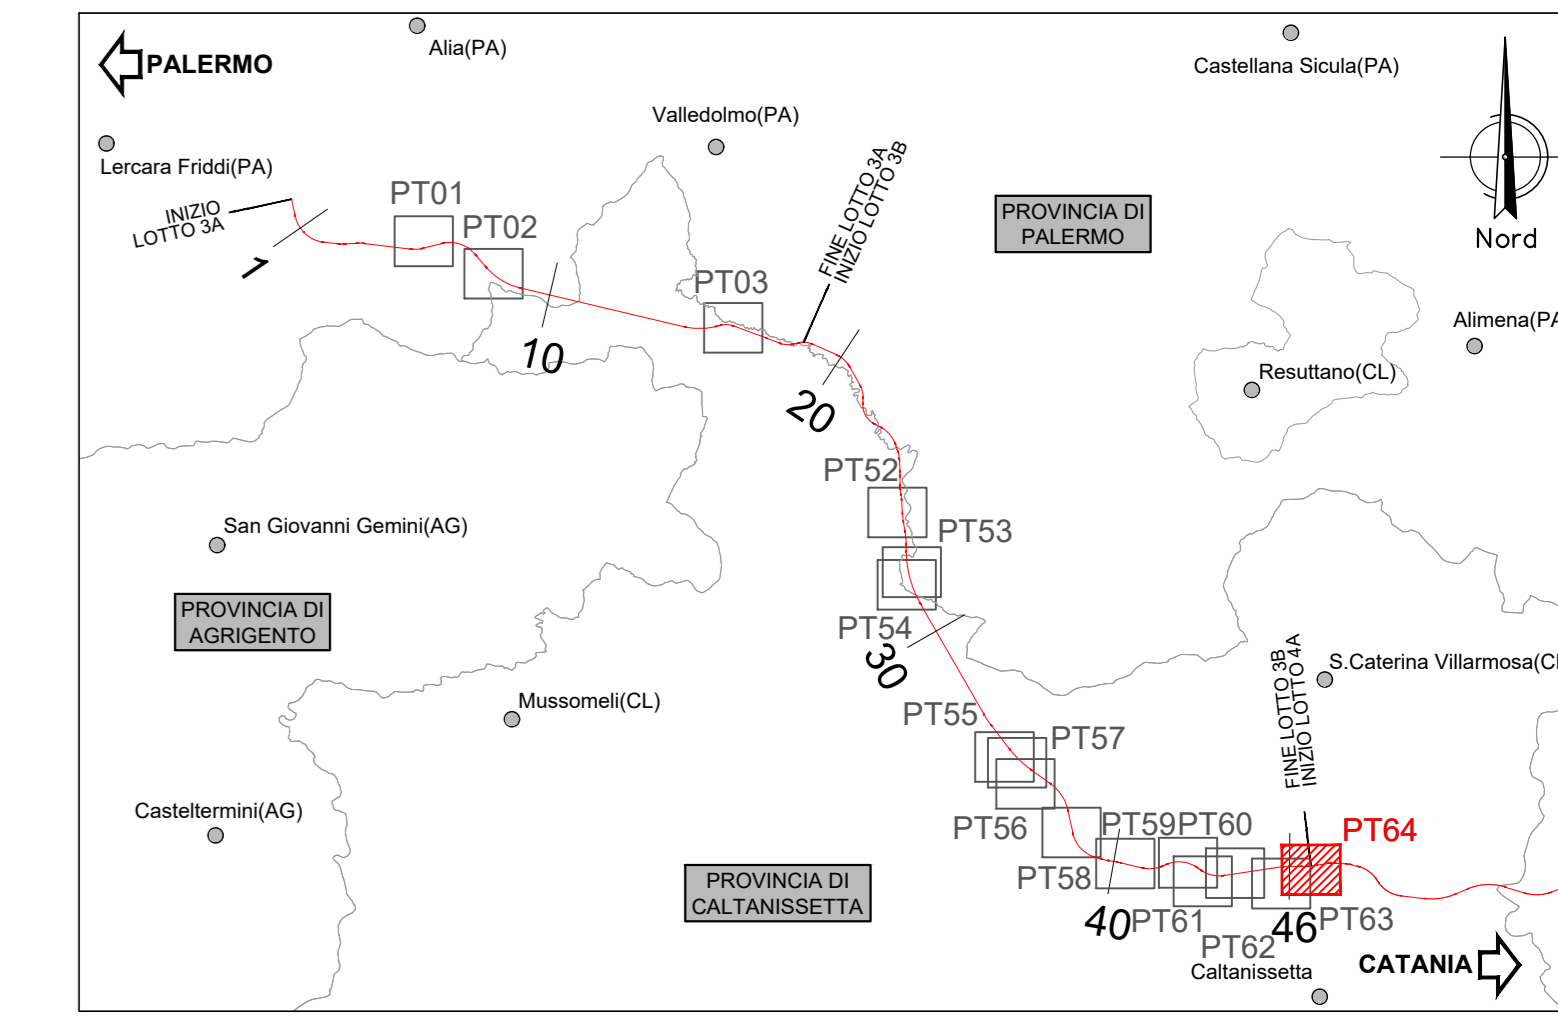 Alia(PA)
Castellana Sicula(PA)
PALERMO
Valledolmo(PA)
Lercara Friddi(PA)
INIZIO
LOTTO 3A
PT01
PT02
1
FINE LOTTO 3A
INIZIO LOTTO 3B
PROVINCIA DI
PALERMO
Nord
PT03
10
Alimena(PA
Resuttano(CL)
20
PT52
San Giovanni Gemini(AG)
PT53
PROVINCIA DI
AGRIGENTO
PT54
30
FINE LOTTO 3B
INIZIO LOTTO 4A
S.Caterina Villarmosa(CL
Mussomeli(CL)
PT55
PT57
Casteltermini(AG)
PT56
PT59
PT60
PT64
PT58
PROVINCIA DI
CALTANISSETTA
40
PT61
46
PT63
PT62
Caltanissetta
CATANIA